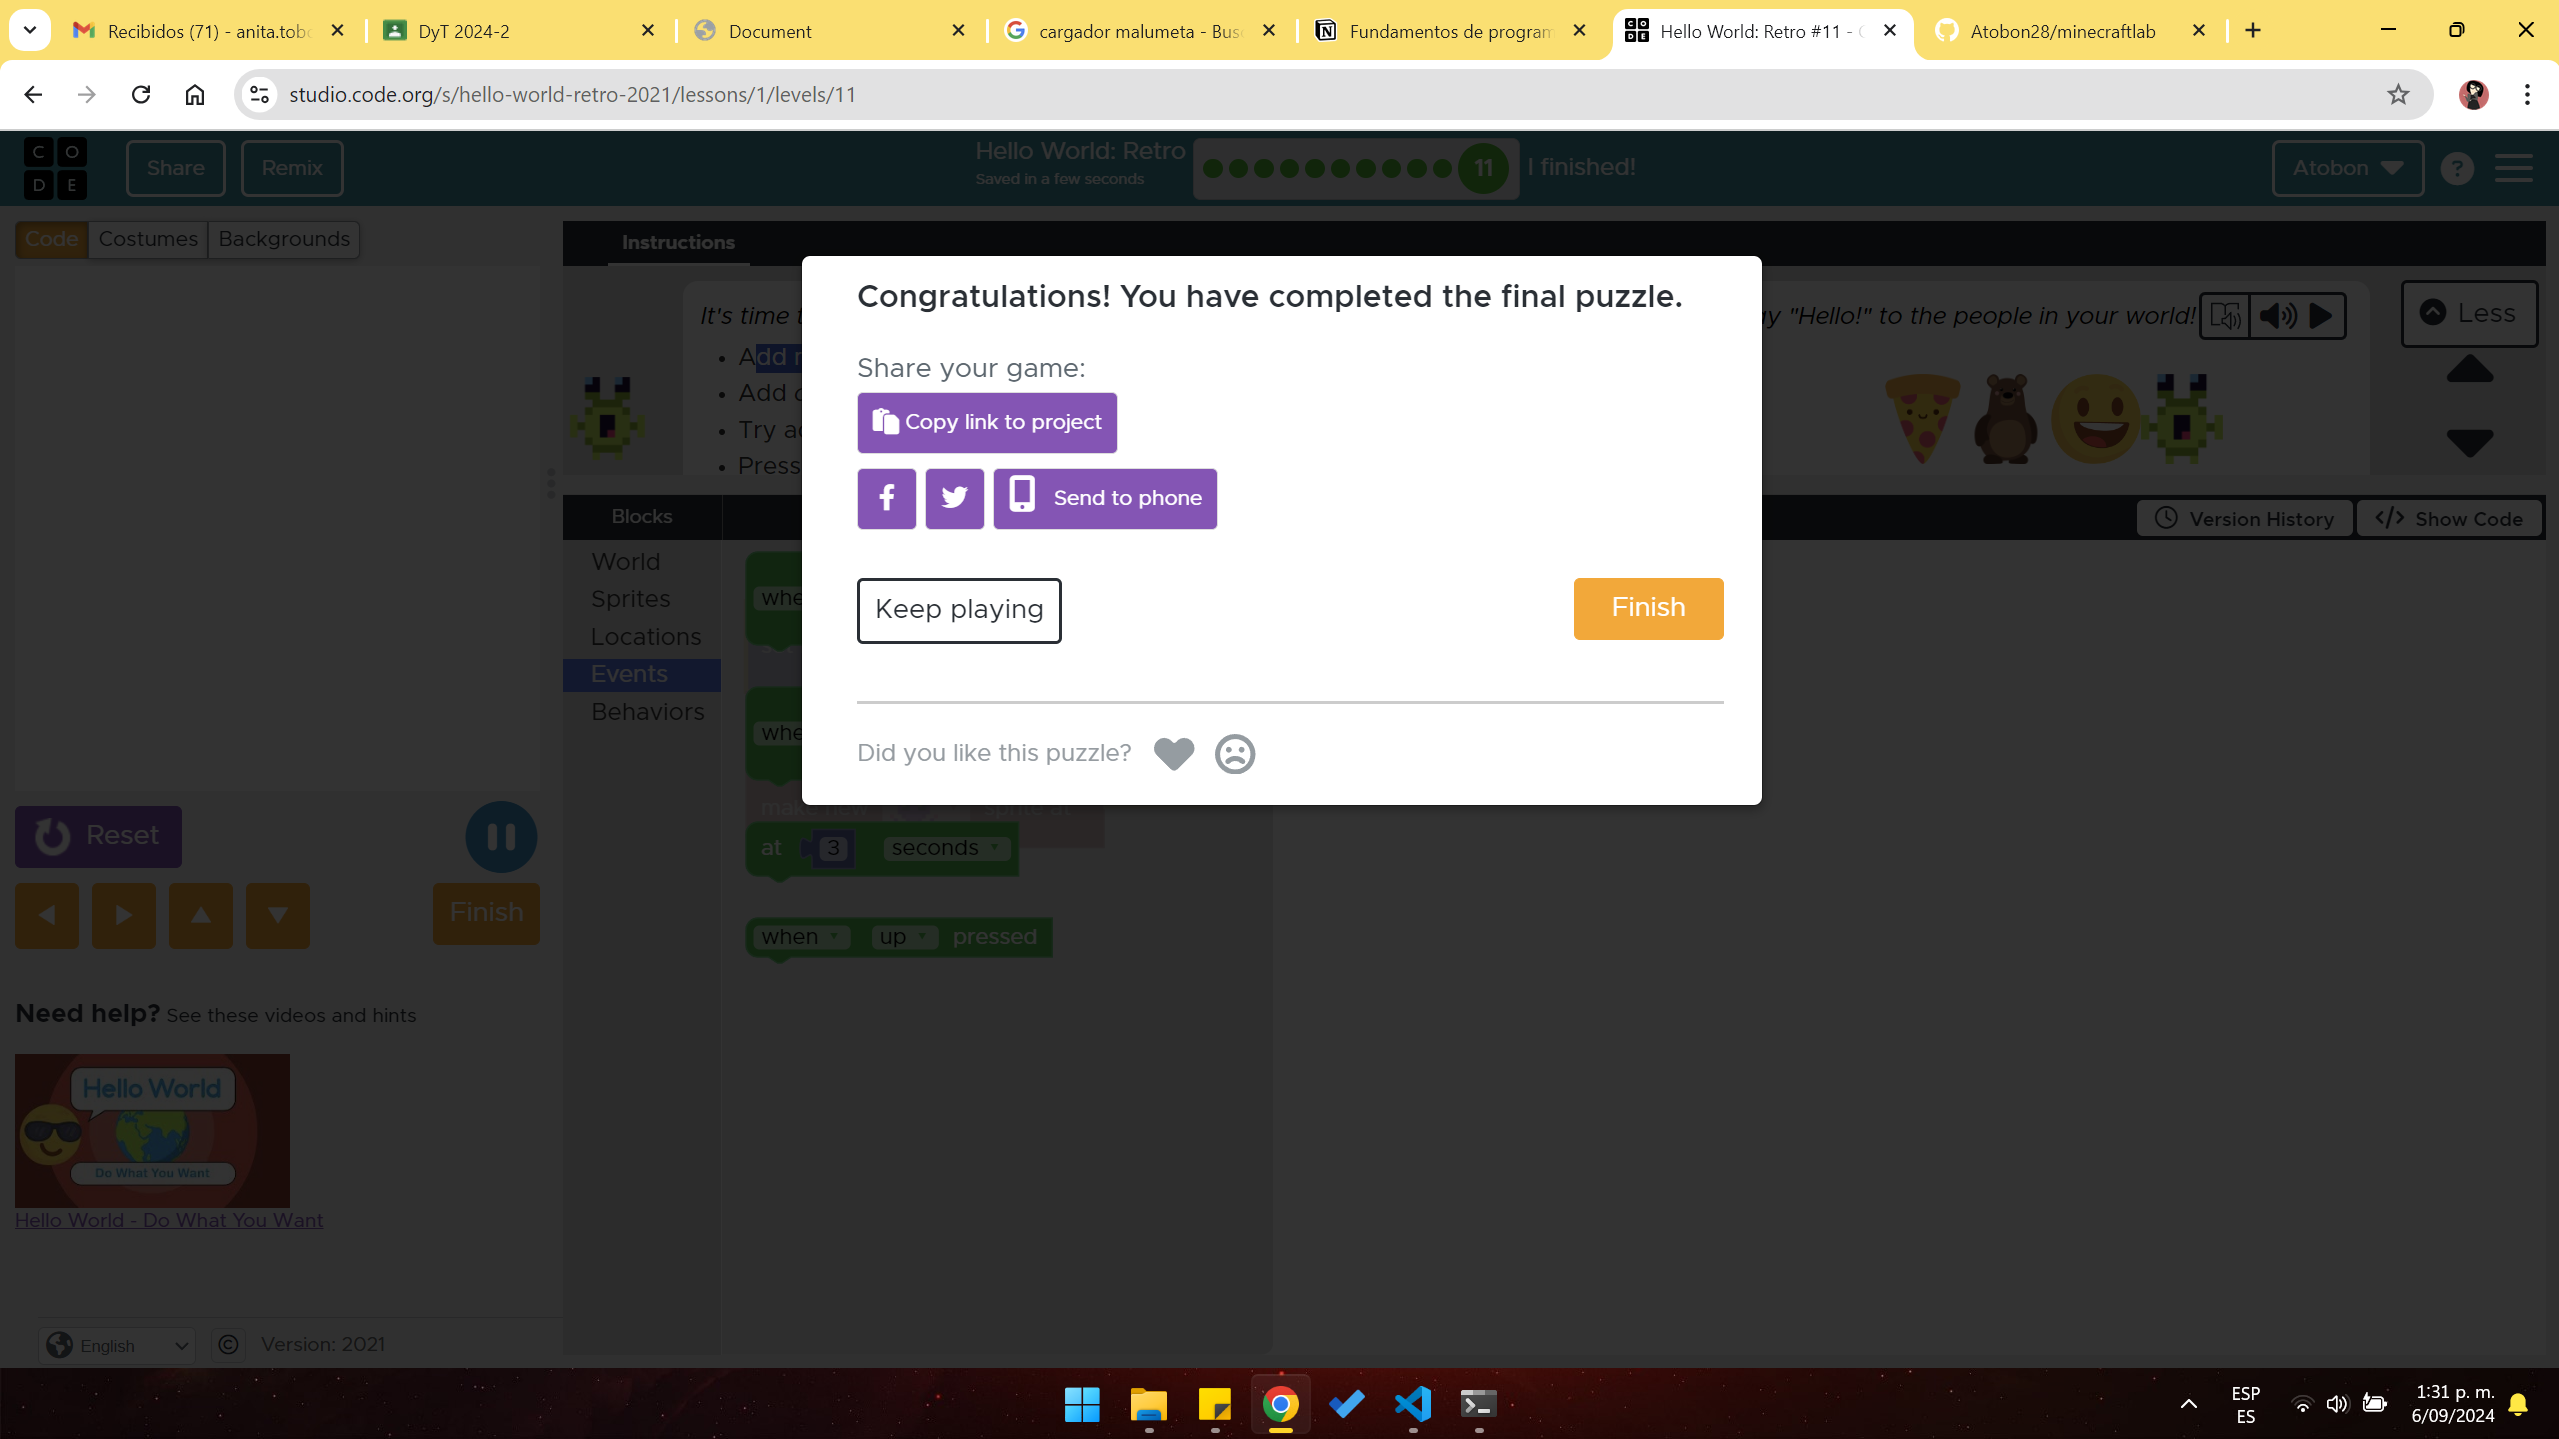 Recibidos (71) - anita.tob
DyT 2024-2
Document
cargador malumeta - Bus
Fundamentos de program
Hello World: Retro #11 -
Atobon28/minecraftlab
studio.code.org/s/hello-world-retro-2021/lessons/1/levels/11
C O
D E
Share
Remix
Hello World: Retro
Saved in a few seconds
11
I finished!
Atobon
?
Code
Costumes
Backgrounds
Instructions
It's time
"Hello!" to the people in your world!
Less
Add
Add
Try
Press
Congratulations! You have completed the final puzzle.
Share your game:
Copy link to project
Send to phone
Keep playing
Finish
Did you like this puzzle?
Blocks
Version History
</> Show Code
World
Sprites
Locations
Events
Behaviors
make new sprite at
at 3 seconds
when up pressed
Reset
Finish
Need help? See these videos and hints
Hello World
Do What You Want
Hello World - Do What You Want
English
© Version: 2021
ESP
ES
1:31 p. m.
6/09/2024